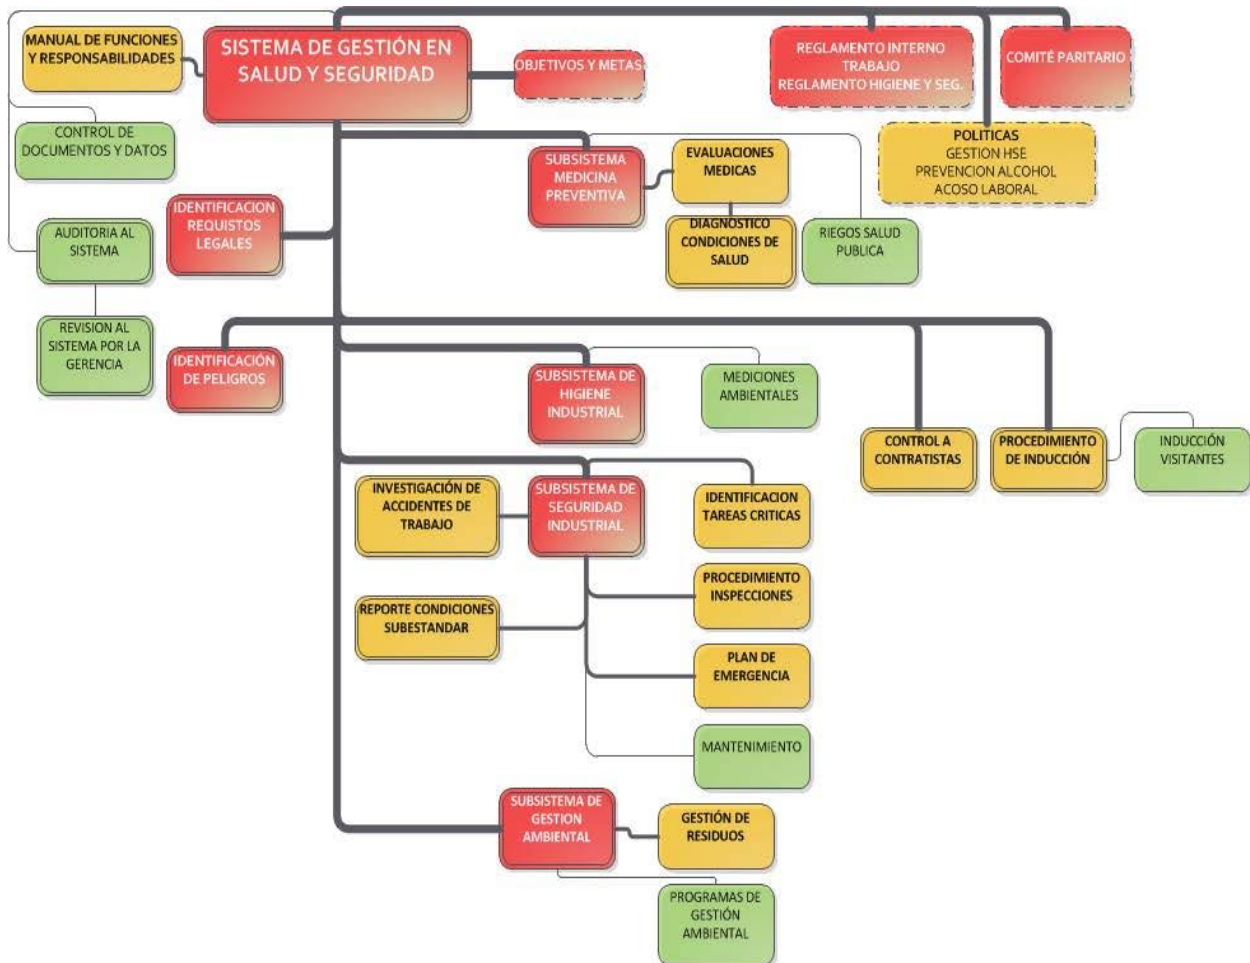 MANUAL DE FUNCIONES
Y RESPONSABILIDADES
SISTEMA DE GESTIÓN EN
SALUD Y SEGURIDAD
OBJETIVOS Y METAS
REGLAMENTO INTERNO
TRABAJO
REGLAMENTO HIGIENE Y SEG.
COMITÉ PARITARIO
CONTROL DE
DOCUMENTOS Y DATOS
POLITICAS
GESTION HSE
PREVENCION ALCOHOL
ACOSO LABORAL
SUBSISTEMA
MEDICINA
PREVENTIVA
EVALUACIONES
MEDICAS
DIAGNOSTICO
CONDICIONES DE
SALUD
RIEGOS SALUD
PUBLICA
IDENTIFICACION
REQUISTOS
LEGALES
AUDITORIA AL
SISTEMA
REVISION AL
SISTEMA POR LA
GERENCIA
IDENTIFICACIÓN
DE PELIGROS
SUBSISTEMA DE
HIGIENE
INDUSTRIAL
MEDICIONES
AMBIENTALES
CONTROL A
CONTRATISTAS
PROCEDIMIENTO
DE INDUCCIÓN
INDUCCIÓN
VISITANTES
INVESTIGACIÓN DE
ACCIDENTES DE
TRABAJO
SUBSISTEMA DE
SEGURIDAD
INDUSTRIAL
IDENTIFICACION
TAREAS CRITICAS
PROCEDIMIENTO
INSPECCIONES
REPORTE CONDICIONES
SUBESTANDAR
PLAN DE
EMERGENCIA
MANTENIMIENTO
SUBSISTEMA DE
GESTION
AMBIENTAL
GESTIÓN DE
RESIDUOS
PROGRAMAS DE
GESTIÓN
AMBIENTAL